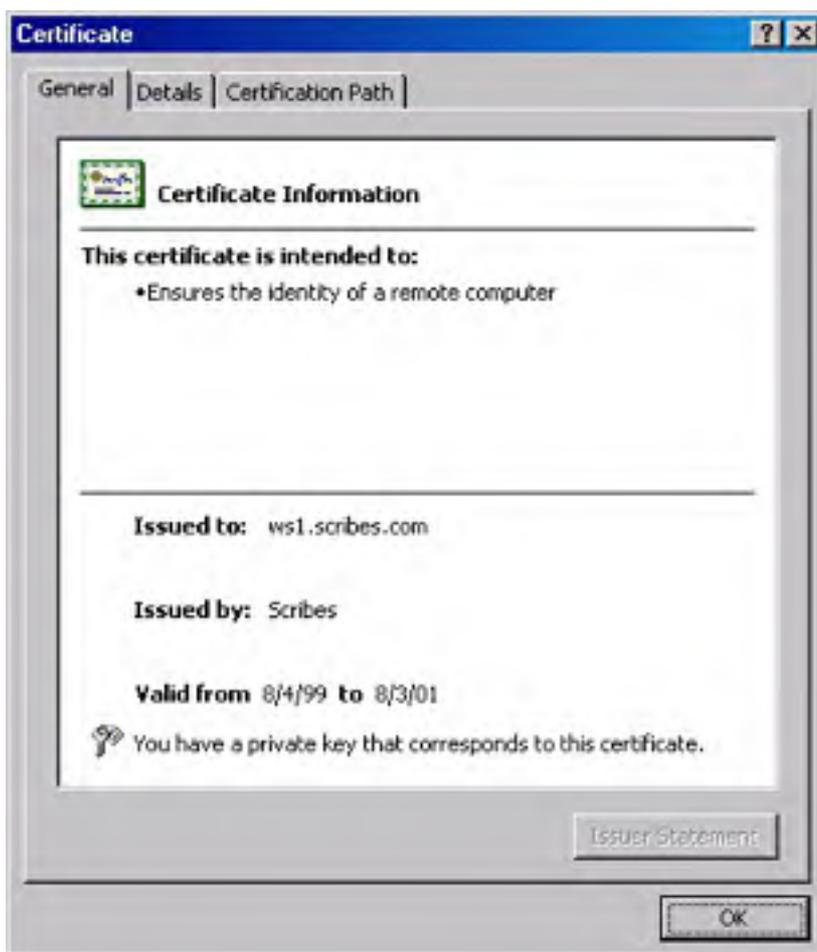 Certificate
General Details Certification Path
Certificate Information
This certificate is intended to:
•Ensures the identity of a remote computer
Issued to: ws1.scribes.com
Issued by: Scribes
Valid from 8/4/99 to 8/3/01
You have a private key that corresponds to this certificate.
Issuer Statement
OK